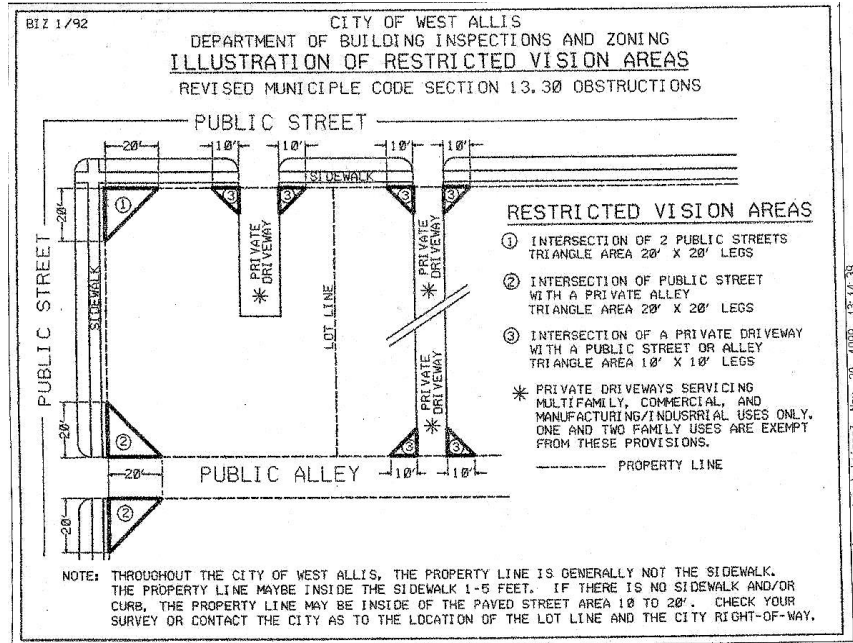 BIZ 1/92
CITY OF WEST ALLIS
DEPARTMENT OF BUILDING INSPECTIONS AND ZONING
ILLUSTRATION OF RESTRICTED VISION AREAS
REVISED MUNICIPLE CODE SECTION 13.30 OBSTRUCTIONS
PUBLIC STREET
20' 10' 10' 10' 10'
SIDEWALK
① ③ ③ ③ ③
20'
PRIVATE DRIVEWAY
*
PRIVATE DRIVEWAY
*
PUBLIC STREET
SIDEWALK
LOT LINE
PRIVATE DRIVEWAY
*
20'
② ③ ③
20' PUBLIC ALLEY 10' 10'
②
20'
RESTRICTED VISION AREAS
① INTERSECTION OF 2 PUBLIC STREETS
TRIANGLE AREA 20' X 20' LEGS
② INTERSECTION OF PUBLIC STREET
WITH A PRIVATE ALLEY
TRIANGLE AREA 20' X 20' LEGS
③ INTERSECTION OF A PRIVATE DRIVEWAY
WITH A PUBLIC STREET OR ALLEY
TRIANGLE AREA 10' X 10' LEGS
* PRIVATE DRIVEWAYS SERVICING
MULTIFAMILY, COMMERCIAL, AND
MANUFACTURING/INDUSRRIAL USES ONLY.
ONE AND TWO FAMILY USES ARE EXEMPT
FROM THESE PROVISIONS.
PROPERTY LINE
NOTE: THROUGHOUT THE CITY OF WEST ALLIS, THE PROPERTY LINE IS GENERALLY NOT THE SIDEWALK.
THE PROPERTY LINE MAYBE INSIDE THE SIDEWALK 1-5 FEET. IF THERE IS NO SIDEWALK AND/OR
CURB, THE PROPERTY LINE MAY BE INSIDE OF THE PAVED STREET AREA 10 TO 20'. CHECK YOUR
SURVEY OR CONTACT THE CITY AS TO THE LOCATION OF THE LOT LINE AND THE CITY RIGHT-OF-WAY.